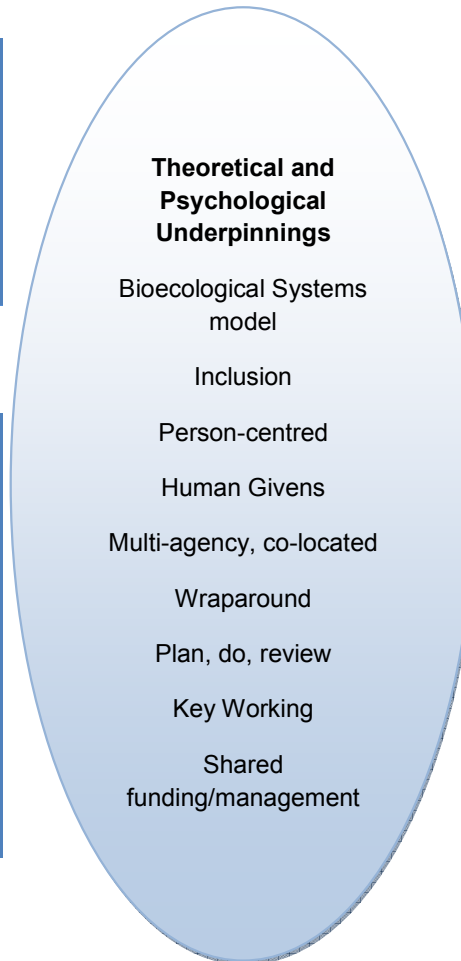 Theoretical and
Psychological
Underpinnings
Bioecological Systems
model
Inclusion
Person-centred
Human Givens
Multi-agency, co-located
Wraparound
Plan, do, review
Key Working
Shared
funding/management